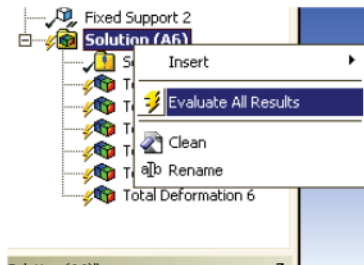 Fixed Support 2
Solution (A6)
Insert
Evaluate All Results
Clean
Rename
Total Deformation 6